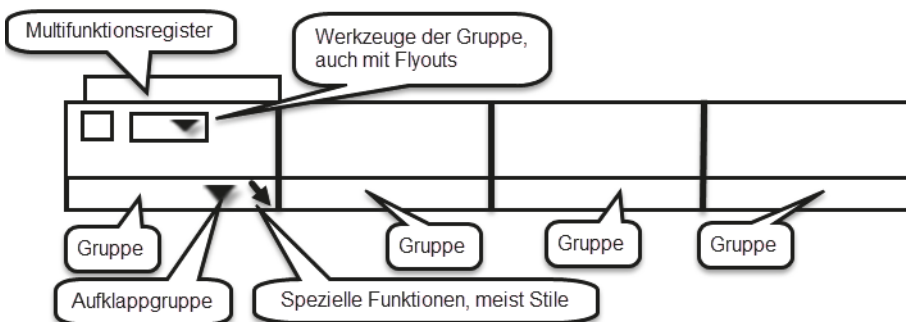 Multifunktionsregister
Werkzeuge der Gruppe,
auch mit Flyouts
Gruppe
Gruppe
Gruppe
Gruppe
Aufklappgruppe
Spezielle Funktionen, meist Stile